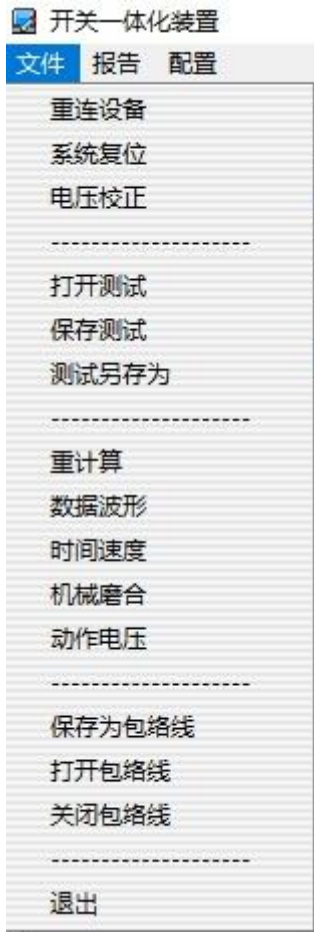 开关一体化装置
文件 报告 配置
重连设备
系统复位
电压校正
--------------------
打开测试
保存测试
测试另存为
--------------------
重计算
数据波形
时间速度
机械磨合
动作电压
--------------------
保存为包络线
打开包络线
关闭包络线
--------------------
退出